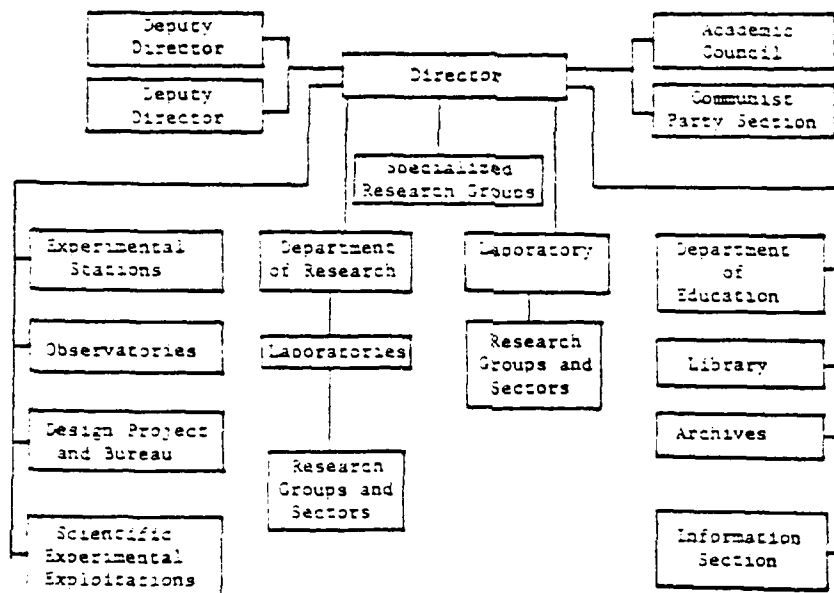 Deputy
Director
Deputy
Director
Director
Academic
Council
Communist
Party Section
Specialized
Research Groups
Experimental
Stations
Department
of Research
Laboratory
Department
of
Education
Observatories
Laboratories
Research
Groups and
Sectors
Library
Design Project
and Bureau
Research
Groups and
Sectors
Archives
Scientific
Experimental
Exploitations
Information
Section